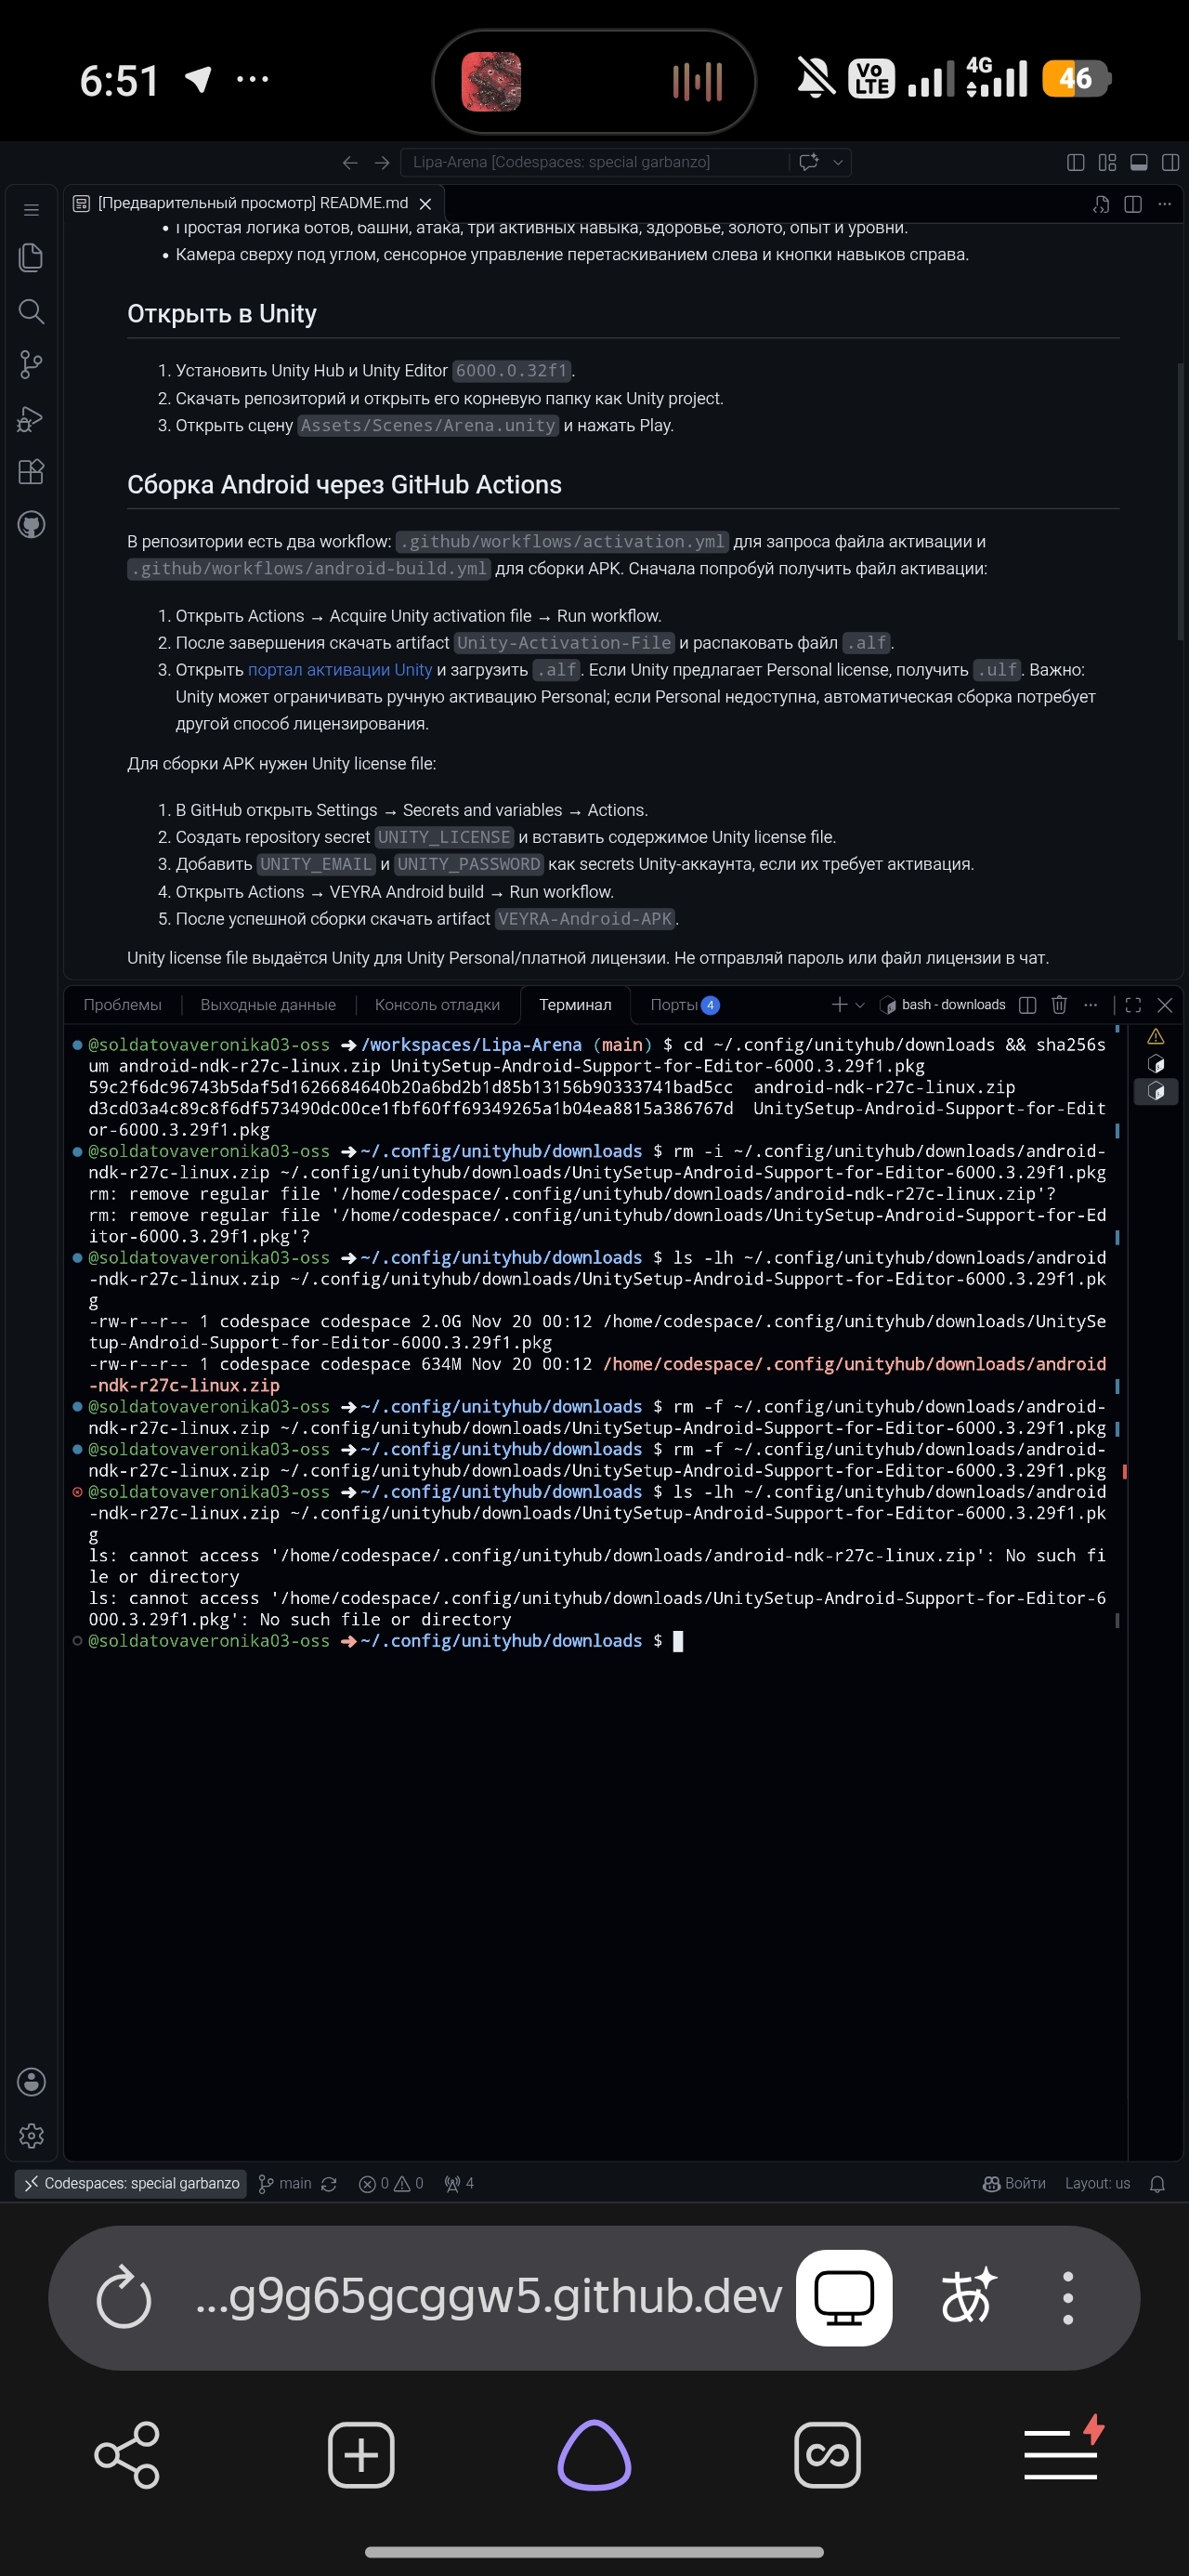 6:51
Vo LTE
4G
46
Lipa-Arena [Codespaces: special garbanzo]
[Предварительный просмотр] README.md
• Простая логика ботов, башни, атака, три активных навыка, здоровье, золото, опыт и уровни.
• Камера сверху под углом, сенсорное управление перетаскиванием слева и кнопки навыков справа.
Открыть в Unity
1. Установить Unity Hub и Unity Editor 6000.0.32f1.
2. Скачать репозиторий и открыть его корневую папку как Unity project.
3. Открыть сцену Assets/Scenes/Arena.unity и нажать Play.
Сборка Android через GitHub Actions
В репозитории есть два workflow: .github/workflows/activation.yml для запроса файла активации и
.github/workflows/android-build.yml для сборки APK. Сначала попробуй получить файл активации:
1. Открыть Actions → Acquire Unity activation file → Run workflow.
2. После завершения скачать artifact Unity-Activation-File и распаковать файл .alf.
3. Открыть портал активации Unity и загрузить .alf. Если Unity предлагает Personal license, получить .ulf. Важно:
Unity может ограничивать ручную активацию Personal; если Personal недоступна, автоматическая сборка потребует
другой способ лицензирования.
Для сборки APK нужен Unity license file:
1. В GitHub открыть Settings → Secrets and variables → Actions.
2. Создать repository secret UNITY_LICENSE и вставить содержимое Unity license file.
3. Добавить UNITY_EMAIL и UNITY_PASSWORD как secrets Unity-аккаунта, если их требует активация.
4. Открыть Actions → VEYRA Android build → Run workflow.
5. После успешной сборки скачать artifact VEYRA-Android-APK.
Unity license file выдаётся Unity для Unity Personal/платной лицензии. Не отправляй пароль или файл лицензии в чат.
Проблемы Выходные данные Консоль отладки Терминал Порты 4 bash - downloads
@soldatovaveronika03-oss ➜ /workspaces/Lipa-Arena (main) $ cd ~/.config/unityhub/downloads && sha256s
um android-ndk-r27c-linux.zip UnitySetup-Android-Support-for-Editor-6000.3.29f1.pkg
59c2f6dc96743b5daf5d1626684640b20a6bd2b1d85b13156b90333741bad5cc  android-ndk-r27c-linux.zip
d3cd03a4c89c8f6df573490dc00ce1fbf60ff69349265a1b04ea8815a386767d  UnitySetup-Android-Support-for-Edit
or-6000.3.29f1.pkg
@soldatovaveronika03-oss ➜ ~/.config/unityhub/downloads $ rm -i ~/.config/unityhub/downloads/android-
ndk-r27c-linux.zip ~/.config/unityhub/downloads/UnitySetup-Android-Support-for-Editor-6000.3.29f1.pkg
rm: remove regular file '/home/codespace/.config/unityhub/downloads/android-ndk-r27c-linux.zip'?
rm: remove regular file '/home/codespace/.config/unityhub/downloads/UnitySetup-Android-Support-for-Ed
itor-6000.3.29f1.pkg'?
@soldatovaveronika03-oss ➜ ~/.config/unityhub/downloads $ ls -lh ~/.config/unityhub/downloads/android
-ndk-r27c-linux.zip ~/.config/unityhub/downloads/UnitySetup-Android-Support-for-Editor-6000.3.29f1.pk
g
-rw-r--r-- 1 codespace codespace 2.0G Nov 20 00:12 /home/codespace/.config/unityhub/downloads/UnitySe
tup-Android-Support-for-Editor-6000.3.29f1.pkg
-rw-r--r-- 1 codespace codespace 634M Nov 20 00:12 /home/codespace/.config/unityhub/downloads/android
-ndk-r27c-linux.zip
@soldatovaveronika03-oss ➜ ~/.config/unityhub/downloads $ rm -f ~/.config/unityhub/downloads/android-
ndk-r27c-linux.zip ~/.config/unityhub/downloads/UnitySetup-Android-Support-for-Editor-6000.3.29f1.pkg
@soldatovaveronika03-oss ➜ ~/.config/unityhub/downloads $ rm -f ~/.config/unityhub/downloads/android-
ndk-r27c-linux.zip ~/.config/unityhub/downloads/UnitySetup-Android-Support-for-Editor-6000.3.29f1.pkg
@soldatovaveronika03-oss ➜ ~/.config/unityhub/downloads $ ls -lh ~/.config/unityhub/downloads/android
-ndk-r27c-linux.zip ~/.config/unityhub/downloads/UnitySetup-Android-Support-for-Editor-6000.3.29f1.pk
g
ls: cannot access '/home/codespace/.config/unityhub/downloads/android-ndk-r27c-linux.zip': No such fi
le or directory
ls: cannot access '/home/codespace/.config/unityhub/downloads/UnitySetup-Android-Support-for-Editor-6
000.3.29f1.pkg': No such file or directory
@soldatovaveronika03-oss ➜ ~/.config/unityhub/downloads $
Codespaces: special garbanzo main 0 0 4 Войти Layout: us
...g9g65gcggw5.github.dev
あ